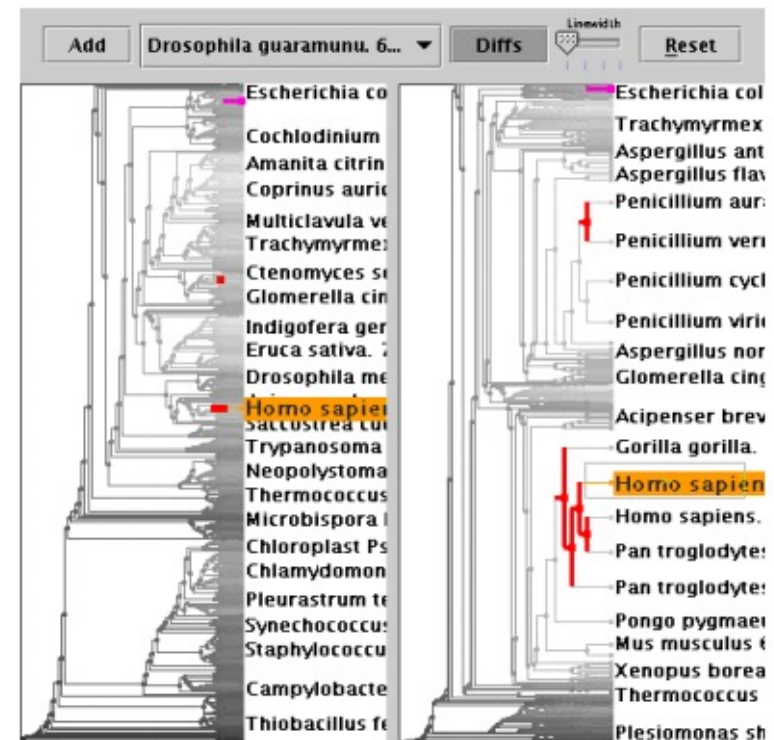 Linewidth
Add
Drosophila guaramunu. 6...
Diffs
Reset
Escherichia co
Cochlodinium
Amanita citrin
Coprinus auric
Multiclavula ve
Trachymyrme
Ctenomyces s
Glomerella cin
Indigofera ger
Eruca sativa.
Drosophila me
Homo sapie
Saccostrea cu
Trypanosoma
Neopolystoma
Thermococcus
Microbispora
Chloroplast Ps
Chlamydomon
Pleurastrum te
Synechococcus
Staphylococcu
Campylobacte
Thiobacillus fe
Escherichia col
Trachymyrmex
Aspergillus ant
Aspergillus flav
Penicillium aur
Penicillium ver
Penicillium cycl
Penicillium viri
Aspergillus nor
Glomerella cing
Acipenser brev
Gorilla gorilla.
Homo sapien
Homo sapiens.
Pan troglodyte
Pan troglodyte
Pongo pygmae
Mus musculus
Xenopus borea
Thermococcus
Plesiomonas sh